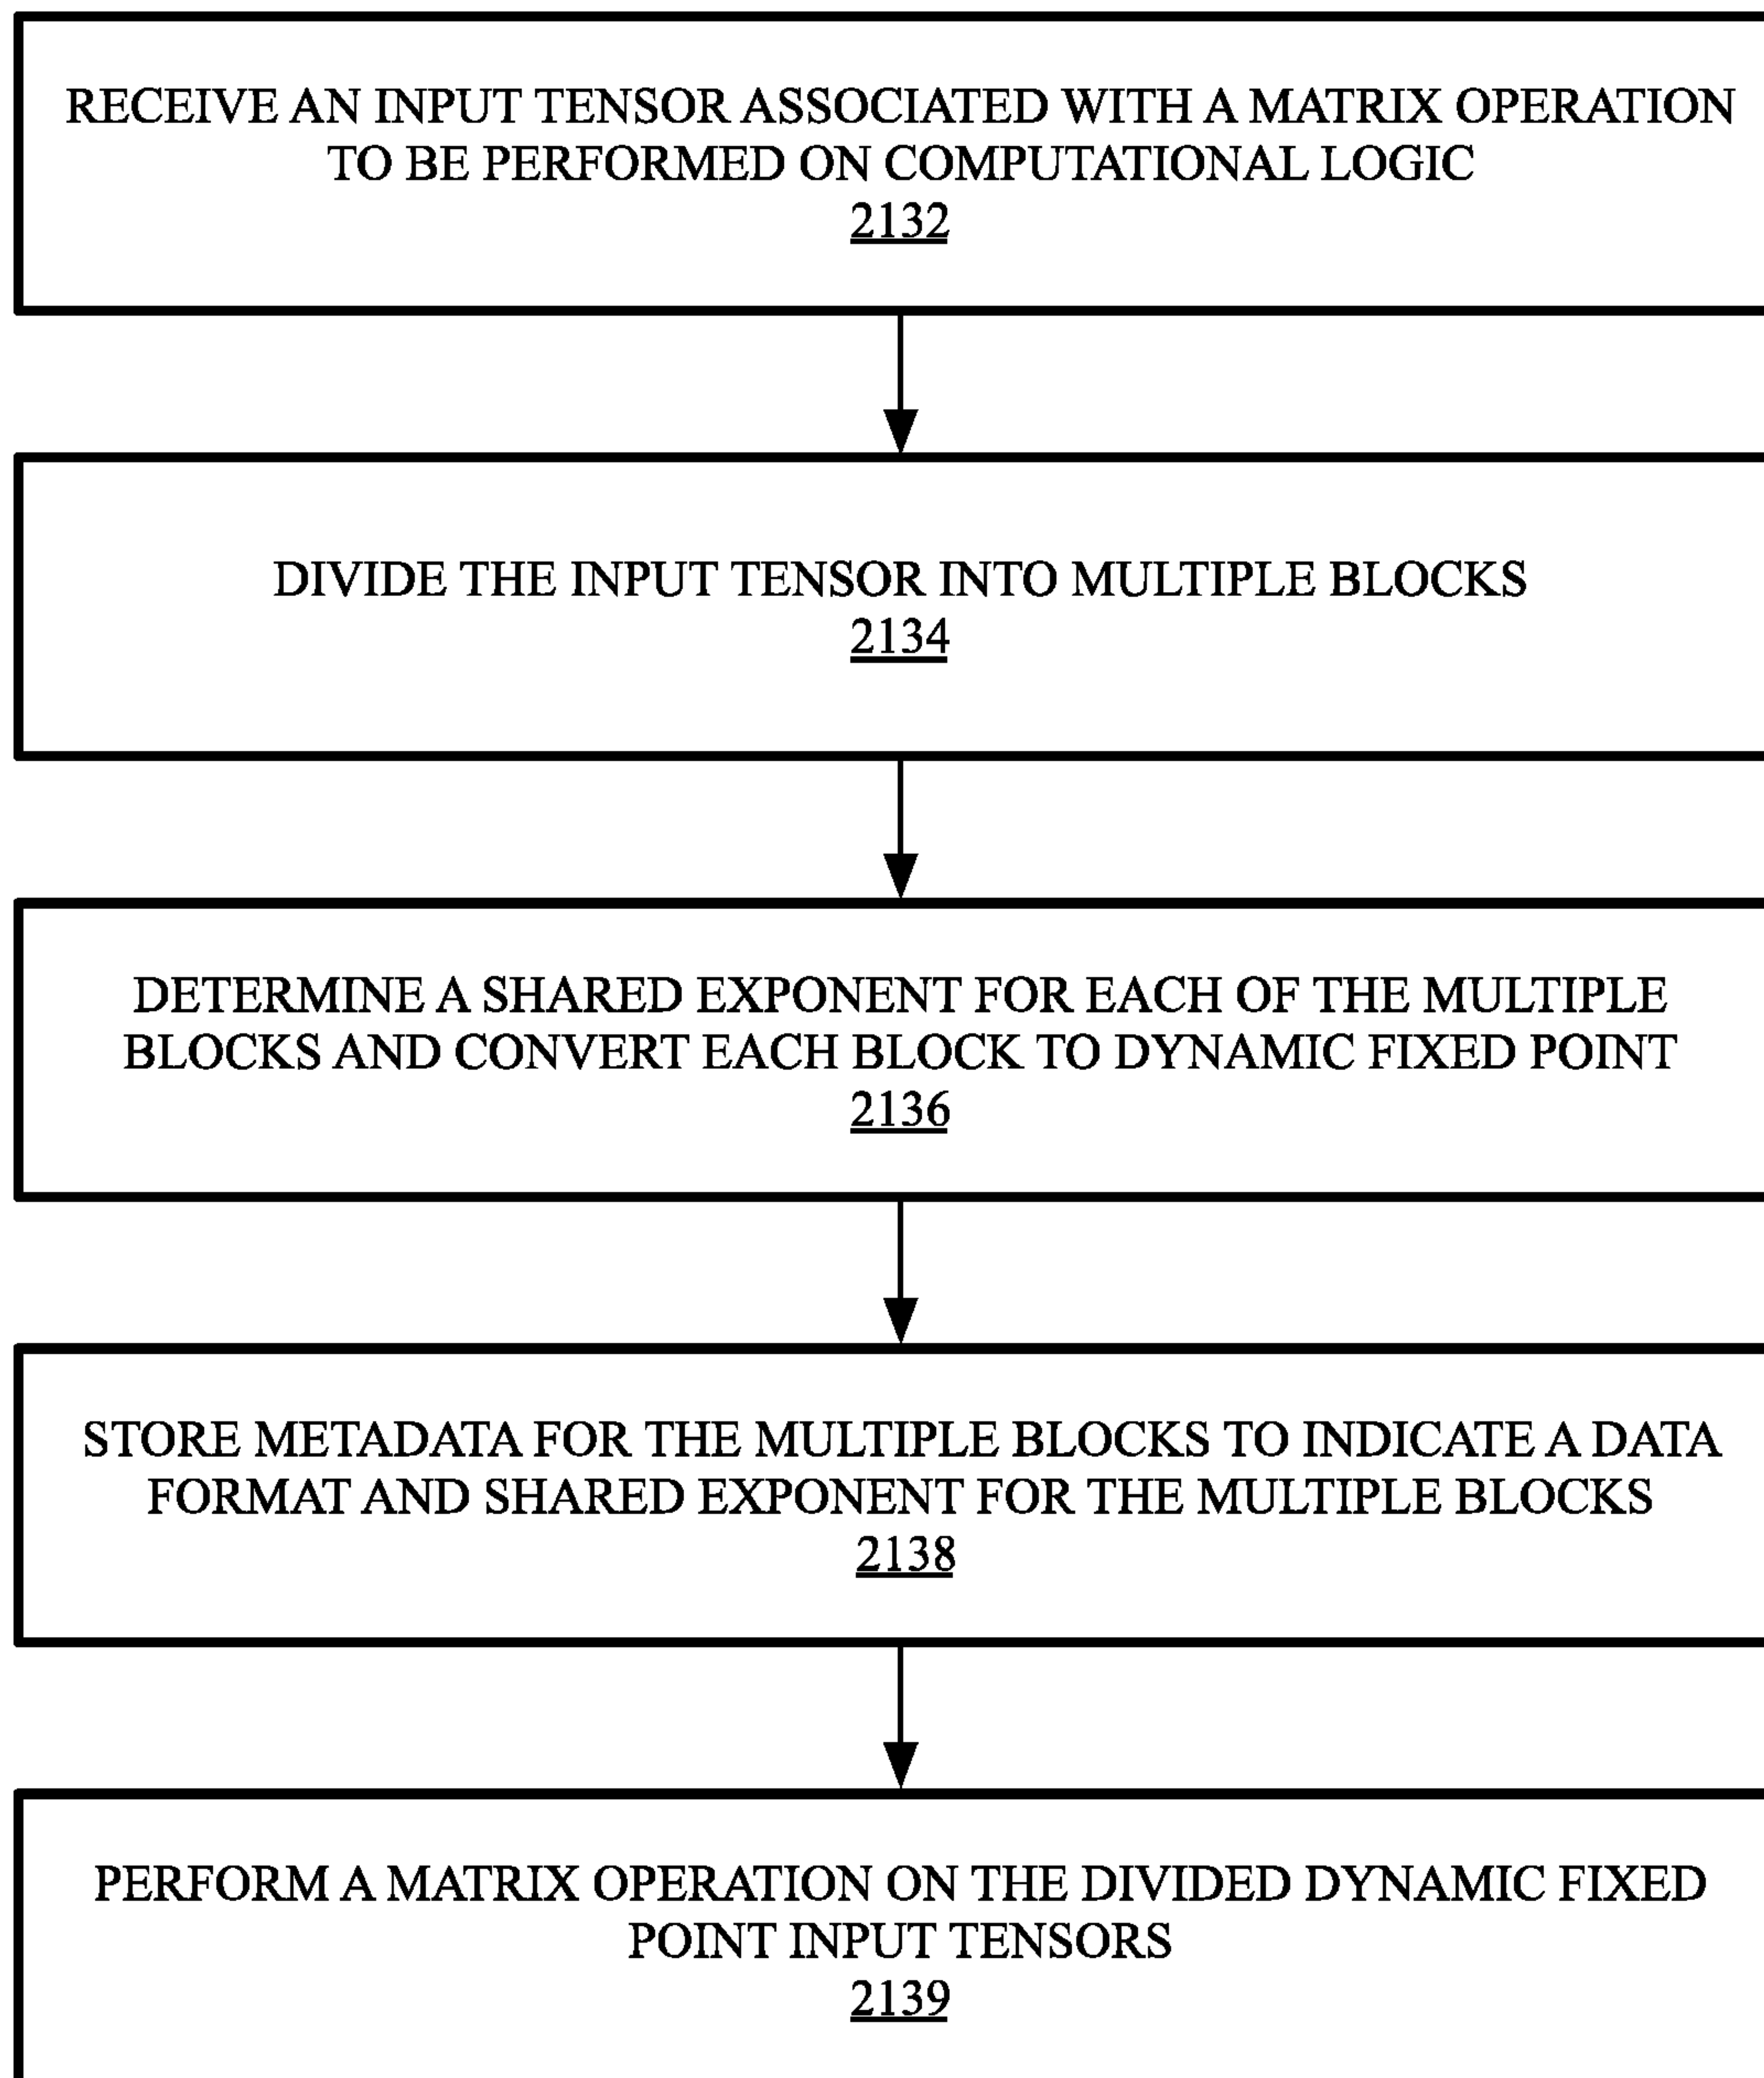 RECEIVE AN INPUT TENSOR ASSOCIATED WITH A MATRIX OPERATION
TO BE PERFORMED ON COMPUTATIONAL LOGIC
2132
DIVIDE THE INPUT TENSOR INTO MULTIPLE BLOCKS
2134
DETERMINE A SHARED EXPONENT FOR EACH OF THE MULTIPLE
BLOCKS AND CONVERT EACH BLOCK TO DYNAMIC FIXED POINT
2136
STORE METADATA FOR THE MULTIPLE BLOCKS TO INDICATE A DATA
FORMAT AND SHARED EXPONENT FOR THE MULTIPLE BLOCKS
2138
PERFORM A MATRIX OPERATION ON THE DIVIDED DYNAMIC FIXED
POINT INPUT TENSORS
2139